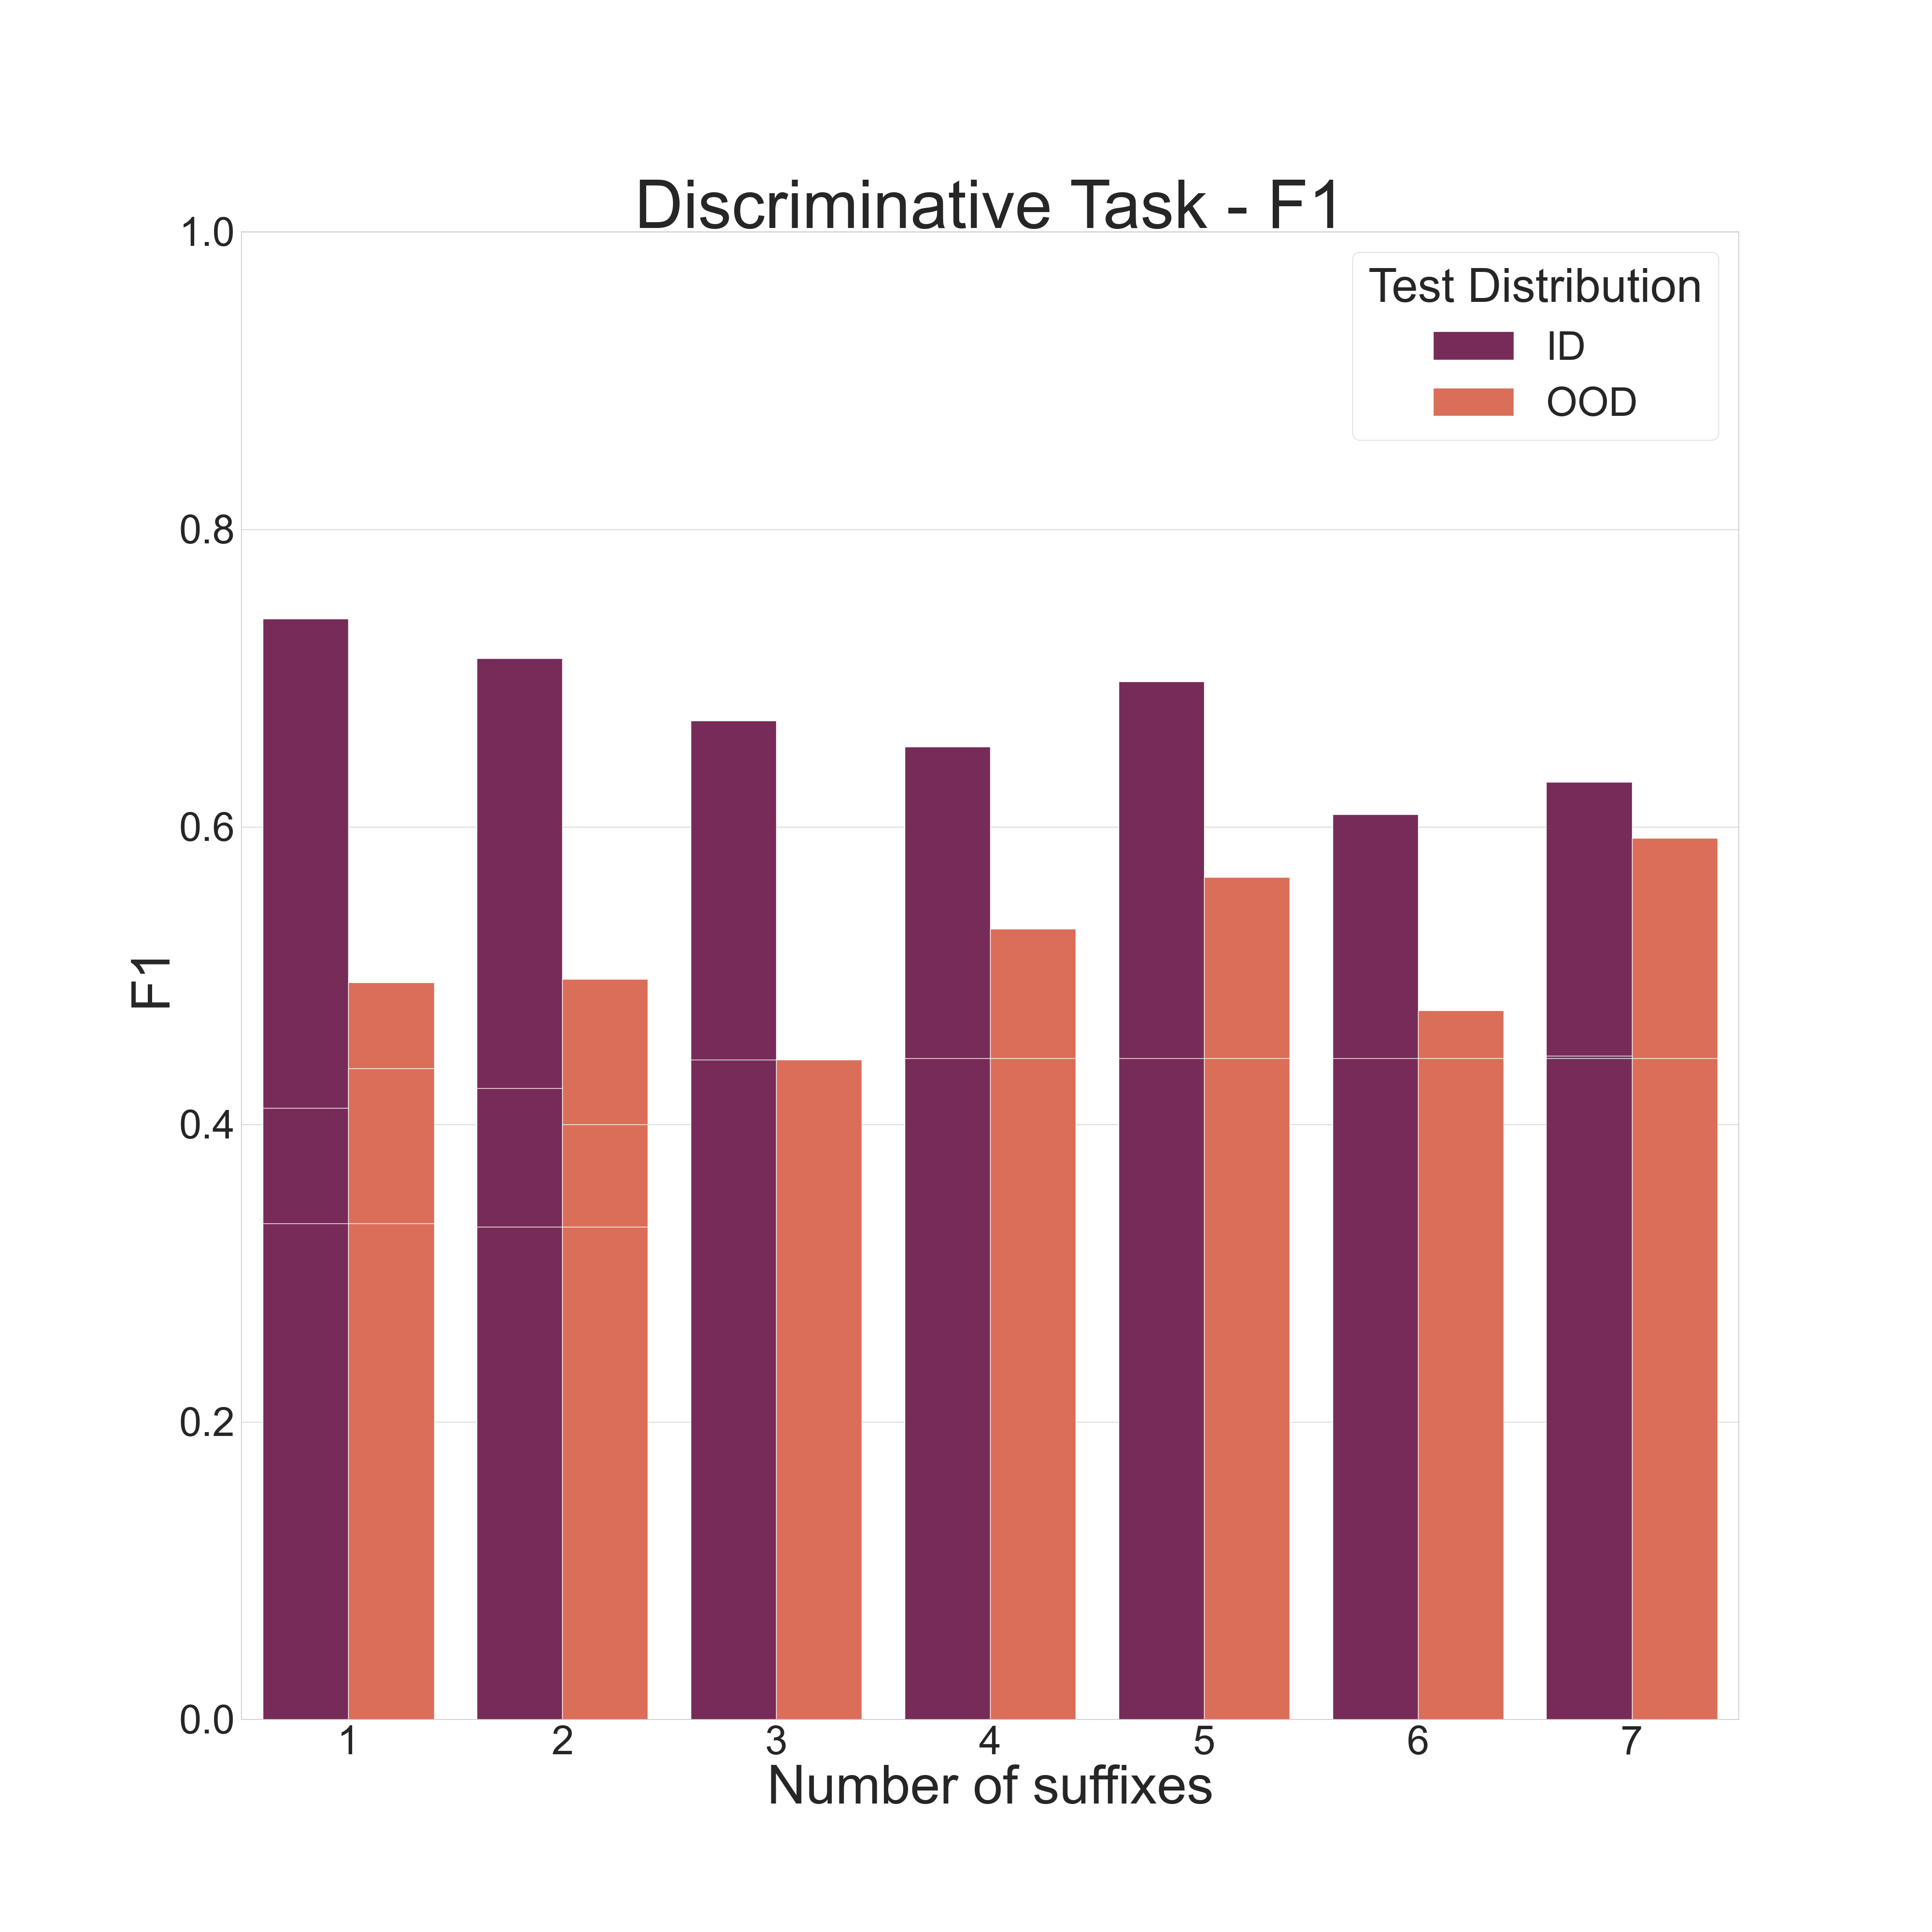 Discriminative Task - F1
1.0
0.8
0.6
0.4
0.2
0.0
F1
Test Distribution
ID
OOD
1 2 3 4 5 6 7
Number of suffixes